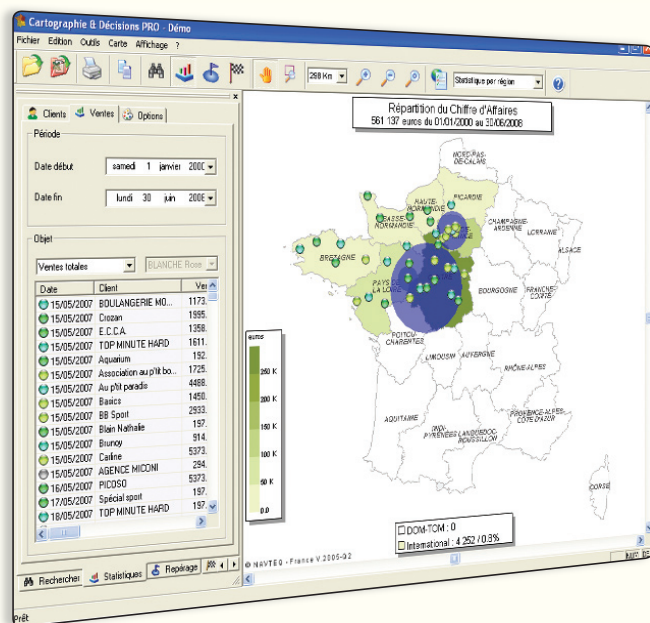 Cartographie & Décisions PRO - Démo
Fichier Edition Outils Carte Affichage ?
298 Km
Statistique par région
Clients Ventes Options
Période
Date début samedi 1 janvier
Date fin lundi 30 juin
Objet
Ventes totales BLANCHE Rose
Date Client
15/05/2007 BOULANGERIE MO... 1173.
15/05/2007 Crozan 1995.
15/05/2007 E.C.C.A. 1358.
15/05/2007 TOP MINUTE HARD 1611.
15/05/2007 Aquarium 192.
15/05/2007 Association au p'tit bo... 1725.
15/05/2007 Au p'tit paradis 4488.
15/05/2007 Basics 1450.
15/05/2007 BB Sport 2933.
15/05/2007 Blain Nathalie 197.
15/05/2007 Brunoy 914.
15/05/2007 Carline 5373.
15/05/2007 AGENCE MICONI 294.
16/05/2007 PICOSO 5373.
17/05/2007 Spécial sport 197.
18/05/2007 TOP MINUTE HARD 197.
Rechercher Statistiques Repérage
Prêt
Répartition du Chiffre d'Affaires
561 137 euros du 01/01/2000 au 30/06/2008
NORD-PAS-
DE-CALAIS
PICARDIE
HAUTE-
NORMANDIE
BASSE-
NORMANDIE
CHAMPAGNE-
ARDENNE
LORRAINE
ALSACE
BRETAGNE
PAYS DE
LA LOIRE
BOURGOGNE
FRANCHE-
COMTÉ
POITOU-
CHARENTES
LIMOUSIN
AUVERGNE
RHÔNE-ALPES
AQUITAINE
MIDI-
PYRÉNÉES
LANGUEDOC-
ROUSSILLON
PROVENCE-ALPES-
CÔTE D'AZUR
CORSE
euros
250 K
200 K
150 K
100 K
50 K
0.0
DOM-TOM : 0
International : 4 252 / 0.8%
© NAVTEQ - France V.2005-Q2
NUM